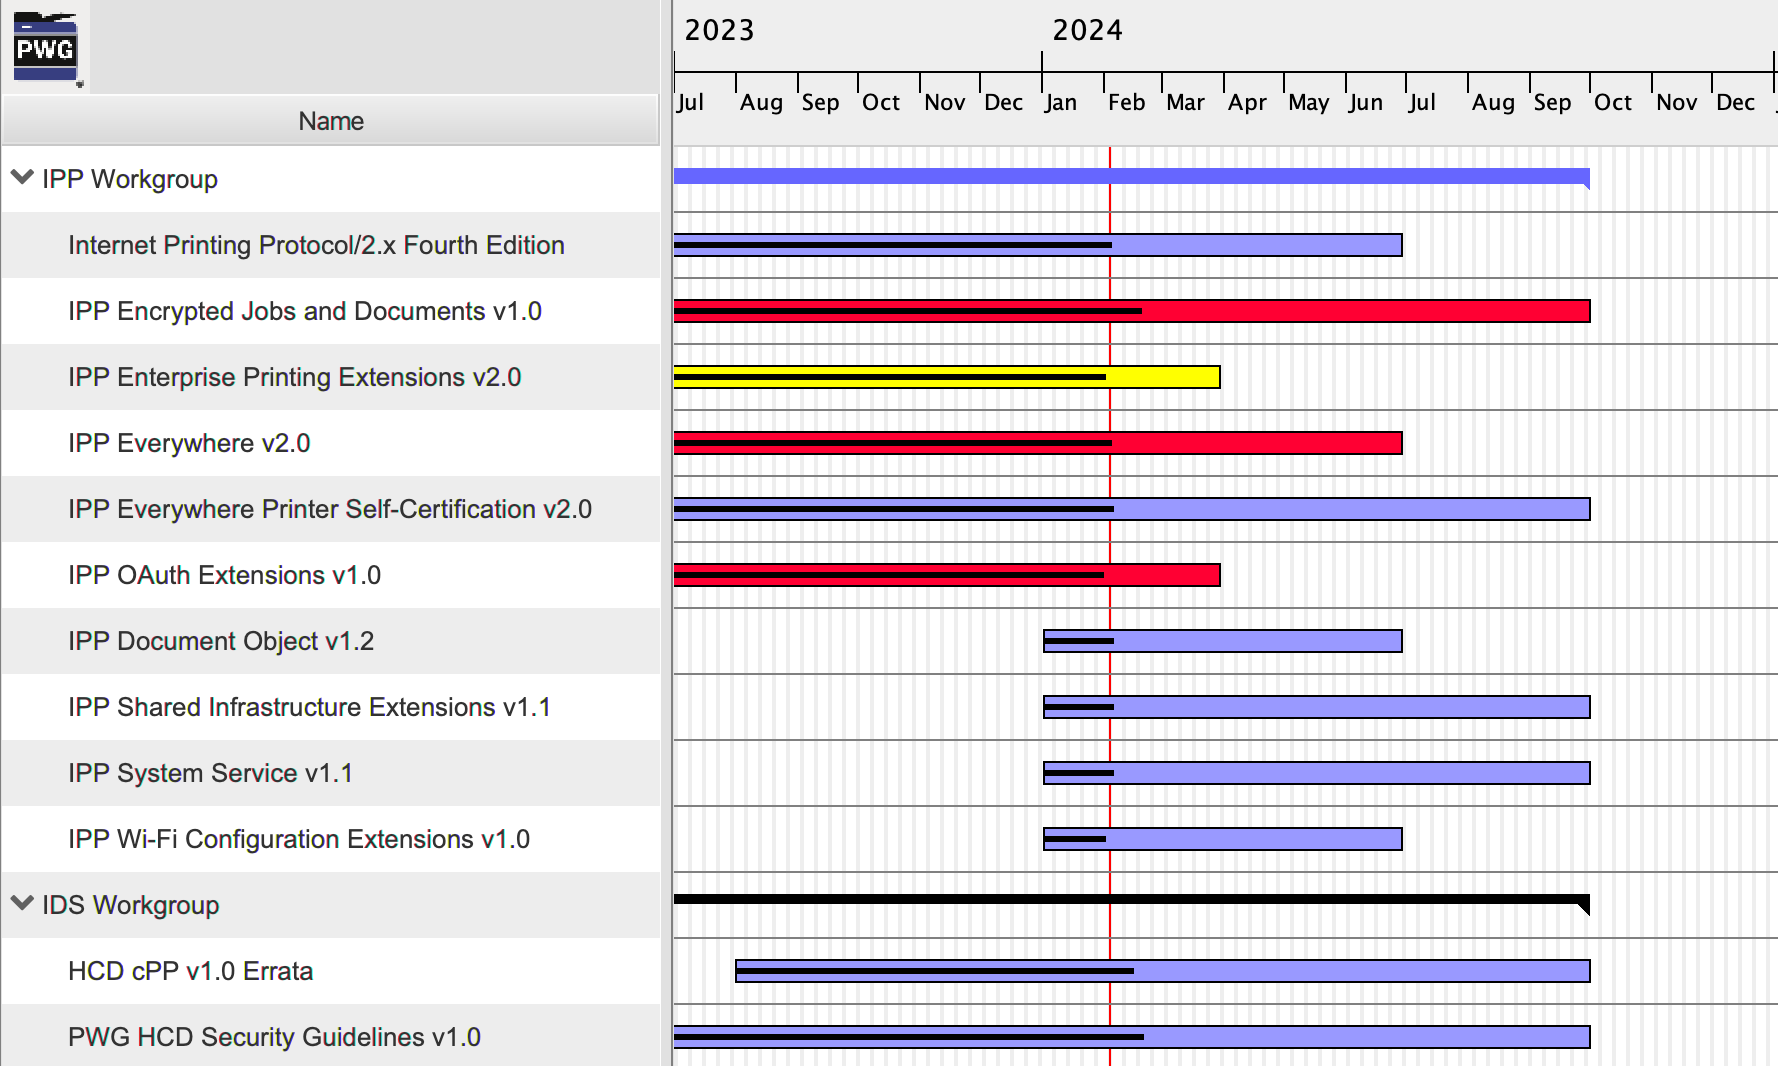 PWG
2023 2024
Jul Aug Sep Oct Nov Dec Jan Feb Mar Apr May Jun Jul Aug Sep Oct Nov Dec
Name
IPP Workgroup
Internet Printing Protocol/2.x Fourth Edition
IPP Encrypted Jobs and Documents v1.0
IPP Enterprise Printing Extensions v2.0
IPP Everywhere v2.0
IPP Everywhere Printer Self-Certification v2.0
IPP OAuth Extensions v1.0
IPP Document Object v1.2
IPP Shared Infrastructure Extensions v1.1
IPP System Service v1.1
IPP Wi-Fi Configuration Extensions v1.0
IDS Workgroup
HCD cPP v1.0 Errata
PWG HCD Security Guidelines v1.0